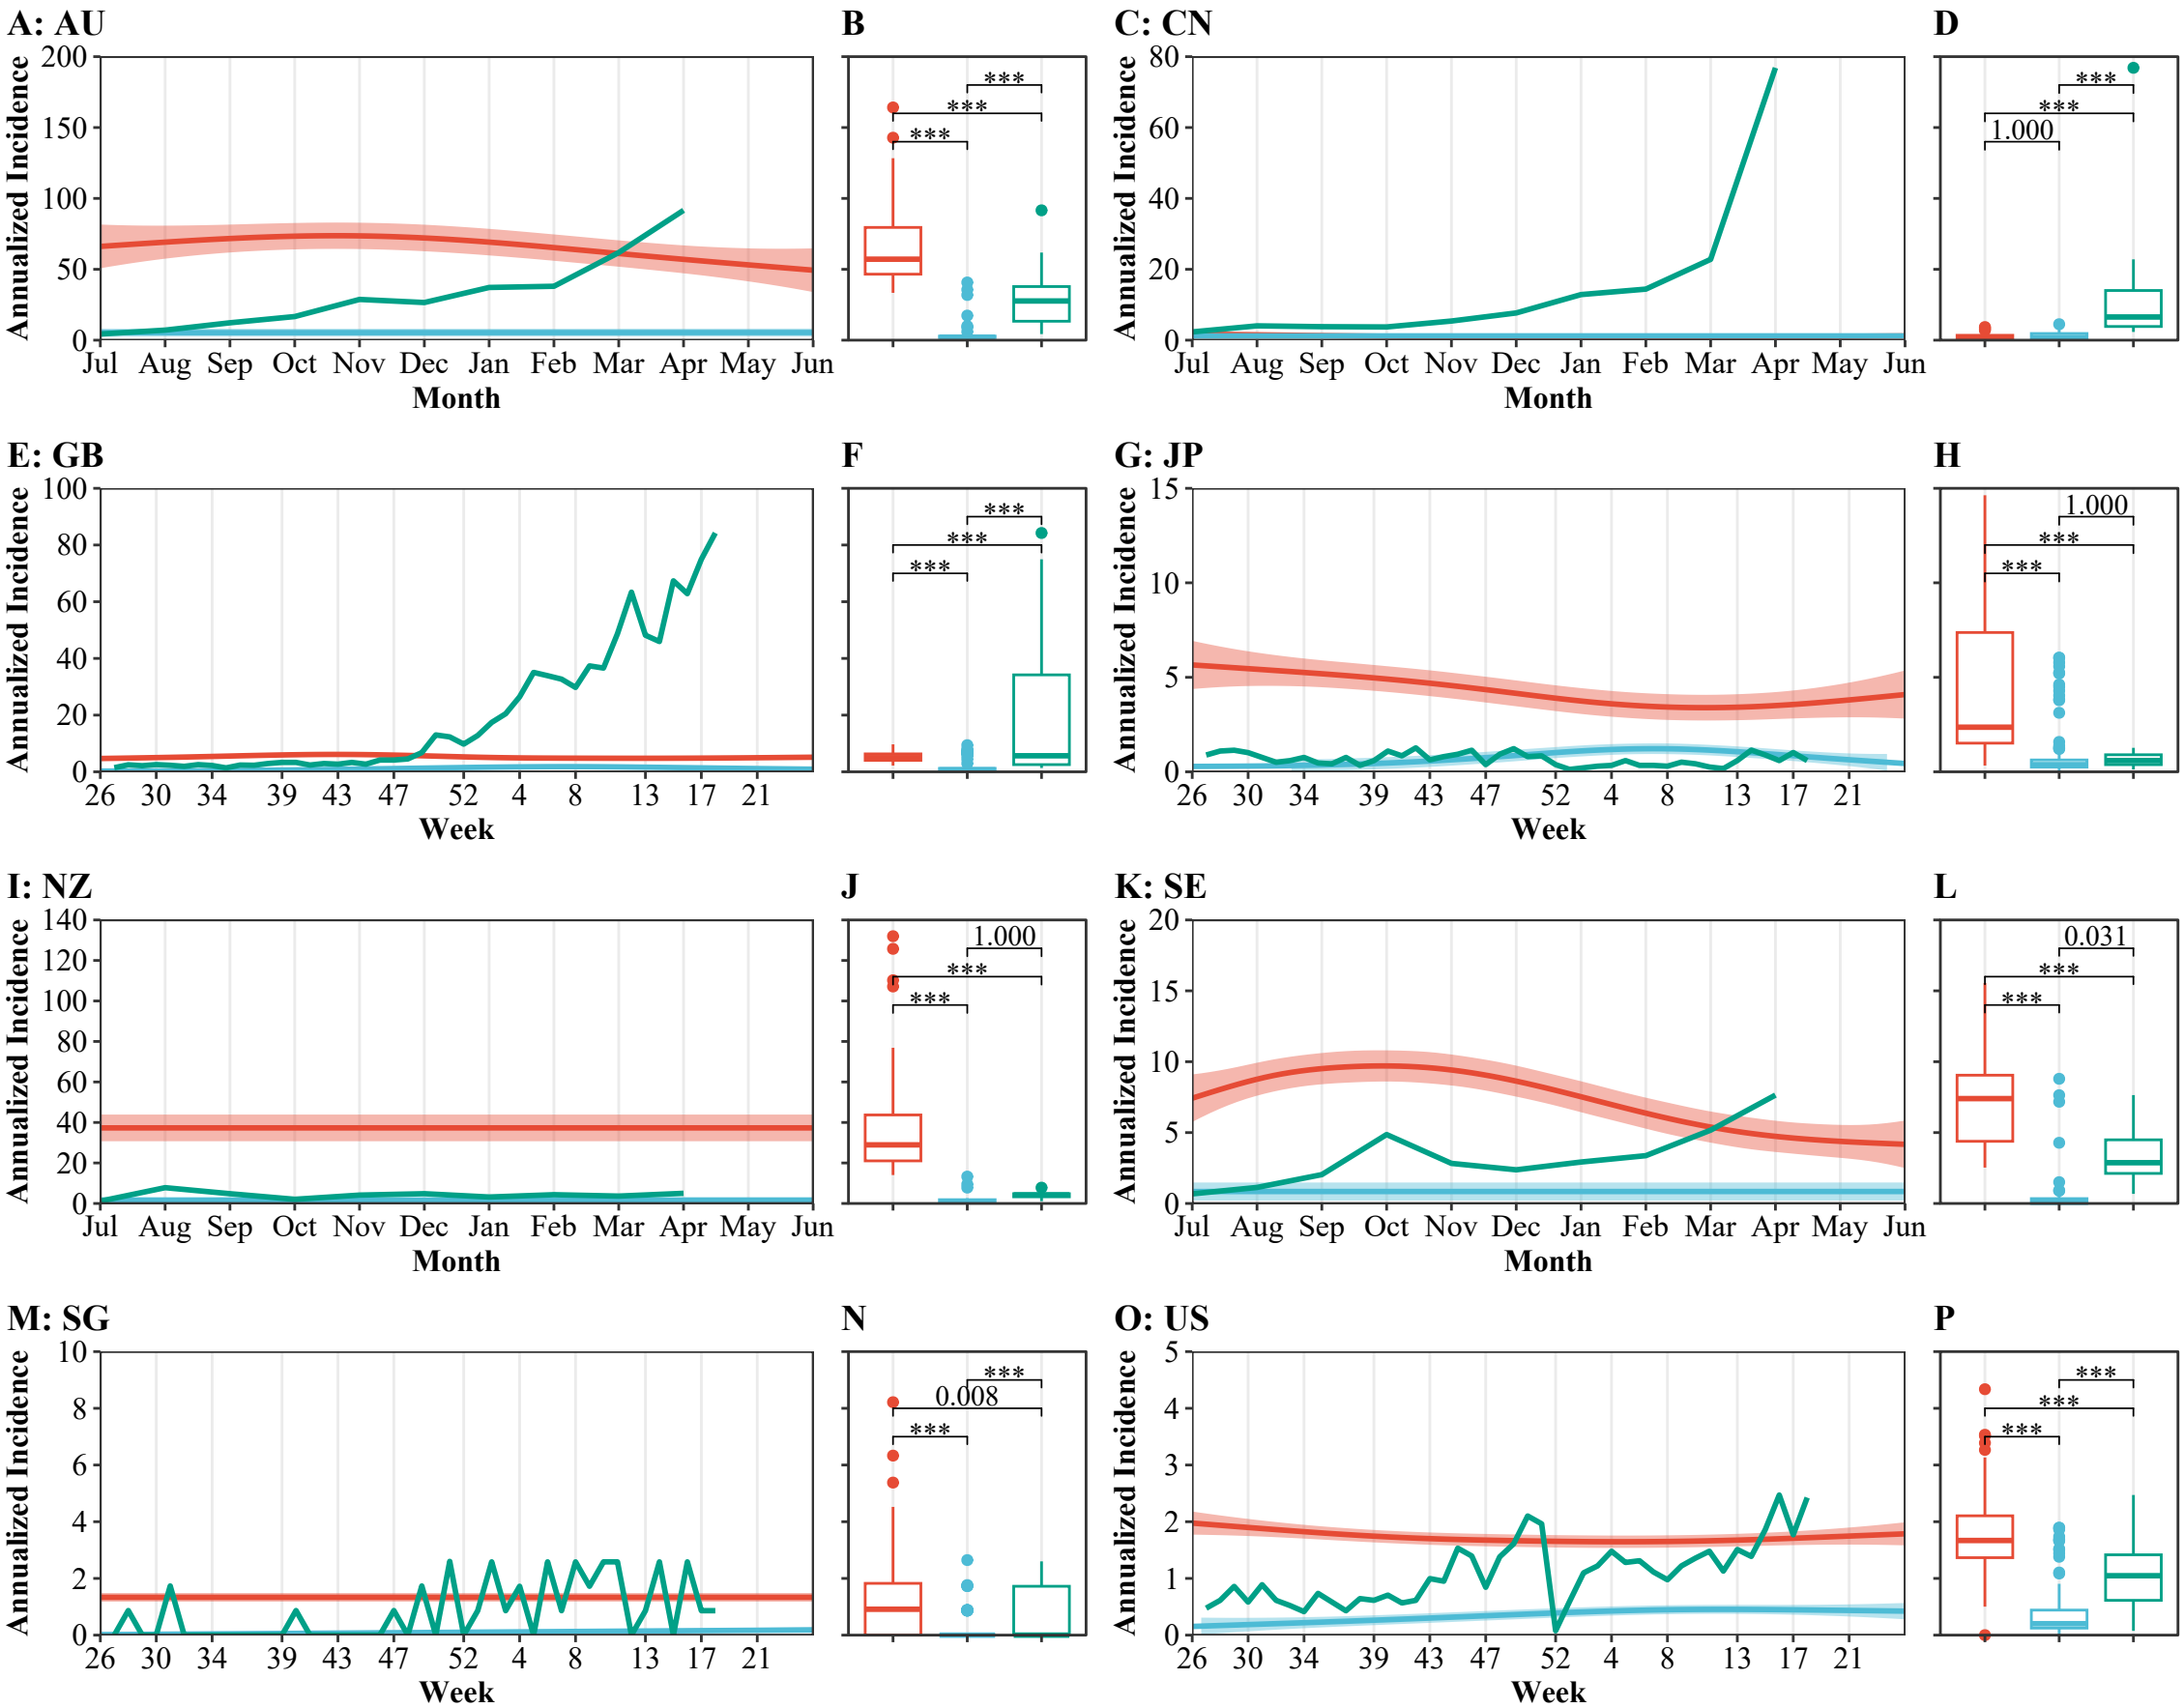 A: AU
B
C: CN
D
Annualized Incidence
200
150
100
50
0
Jul Aug Sep Oct Nov Dec Jan Feb Mar Apr May Jun
Month
***
***
***
Annualized Incidence
80
60
40
20
0
Jul Aug Sep Oct Nov Dec Jan Feb Mar Apr May Jun
Month
***
***
1.000
E: GB
F
G: JP
H
Annualized Incidence
100
80
60
40
20
0
26 30 34 39 43 47 52 4 8 13 17 21
Week
***
***
***
Annualized Incidence
15
10
5
0
26 30 34 39 43 47 52 4 8 13 17 21
Week
1.000
***
***
I: NZ
J
K: SE
L
Annualized Incidence
140
120
100
80
60
40
20
0
Jul Aug Sep Oct Nov Dec Jan Feb Mar Apr May Jun
Month
1.000
***
***
Annualized Incidence
20
15
10
5
0
Jul Aug Sep Oct Nov Dec Jan Feb Mar Apr May Jun
Month
0.031
***
***
M: SG
N
O: US
P
Annualized Incidence
10
8
6
4
2
0
26 30 34 39 43 47 52 4 8 13 17 21
Week
***
0.008
***
Annualized Incidence
5
4
3
2
1
0
26 30 34 39 43 47 52 4 8 13 17 21
Week
***
***
***